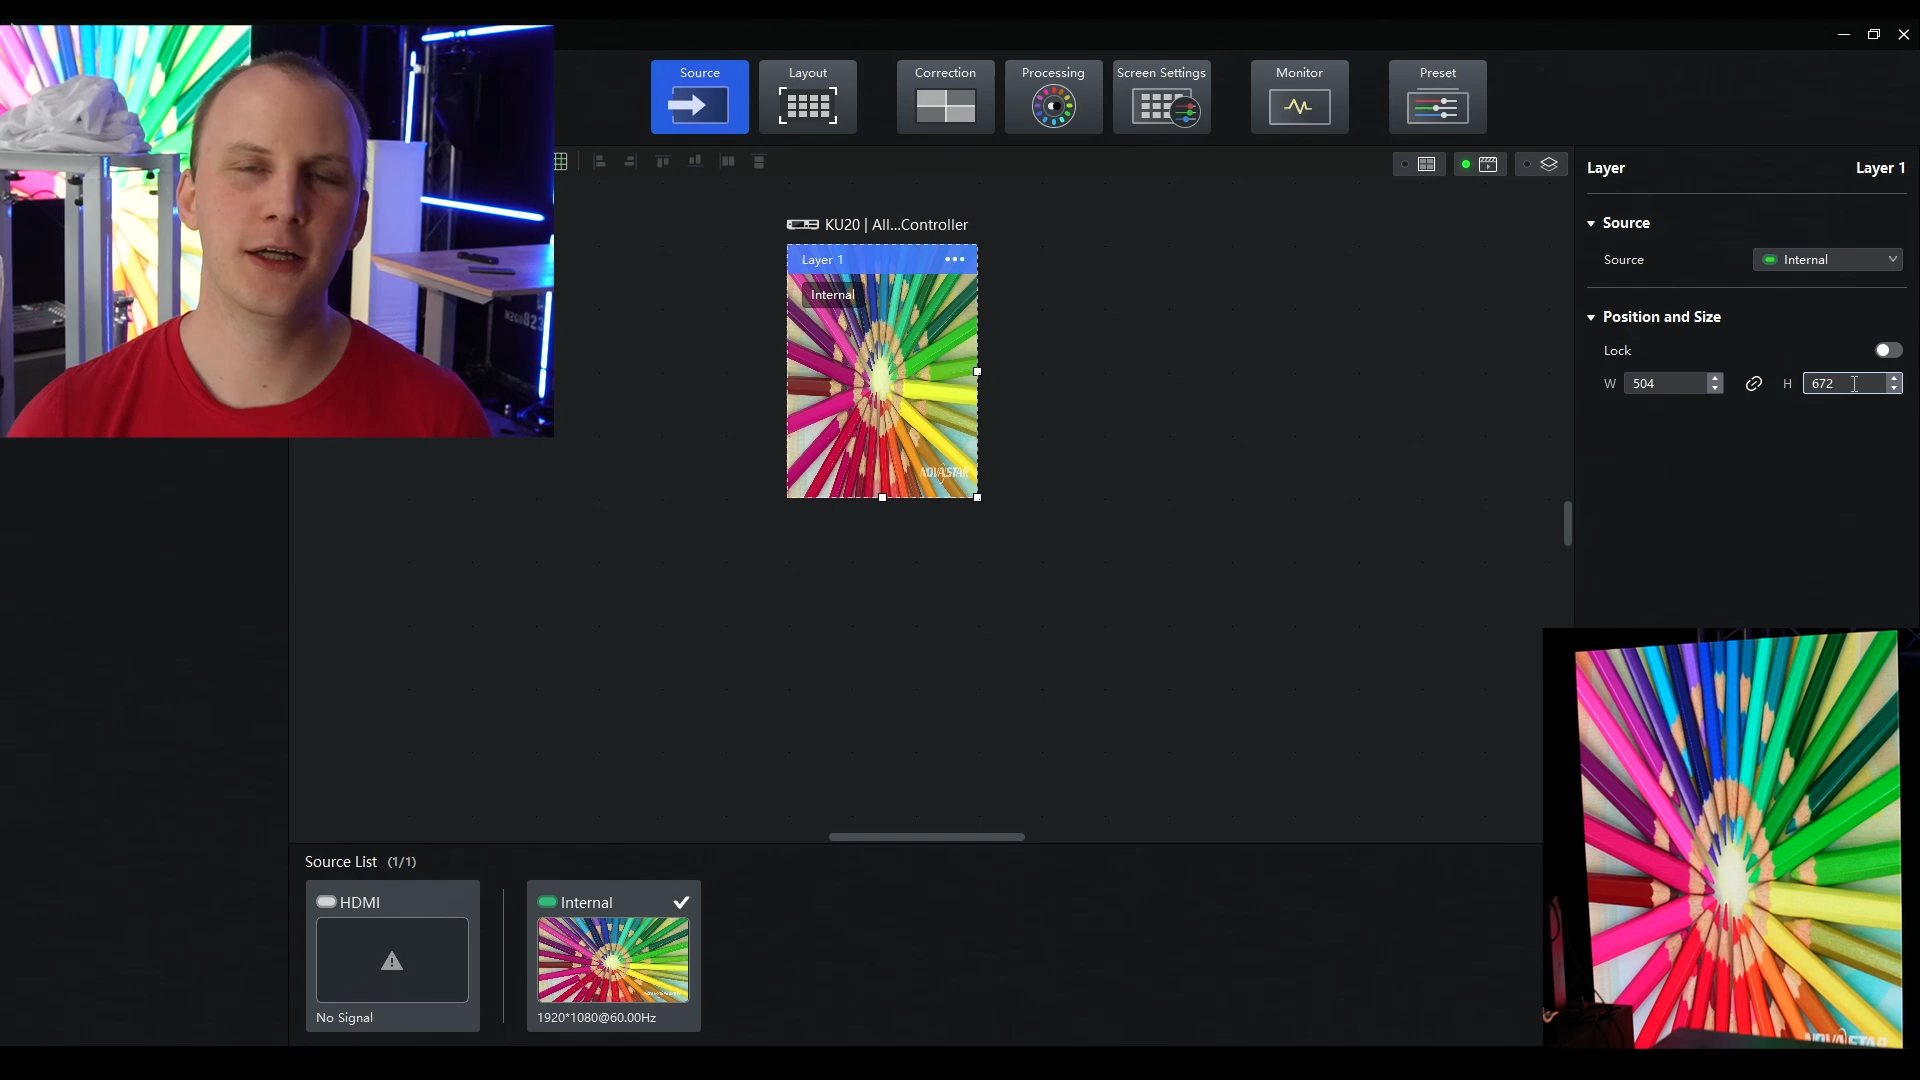 Source
Layout
Correction
Processing
Screen Settings
Monitor
Preset
Layer
Layer 1
KU20 | All...Controller
Source
Layer 1
Source
Internal
Internal
Position and Size
Lock
W
504
H
672
NOVASTAR
Source List (1/1)
HDMI
Internal
No Signal
1920*1080@60.00Hz
NOVASTAR